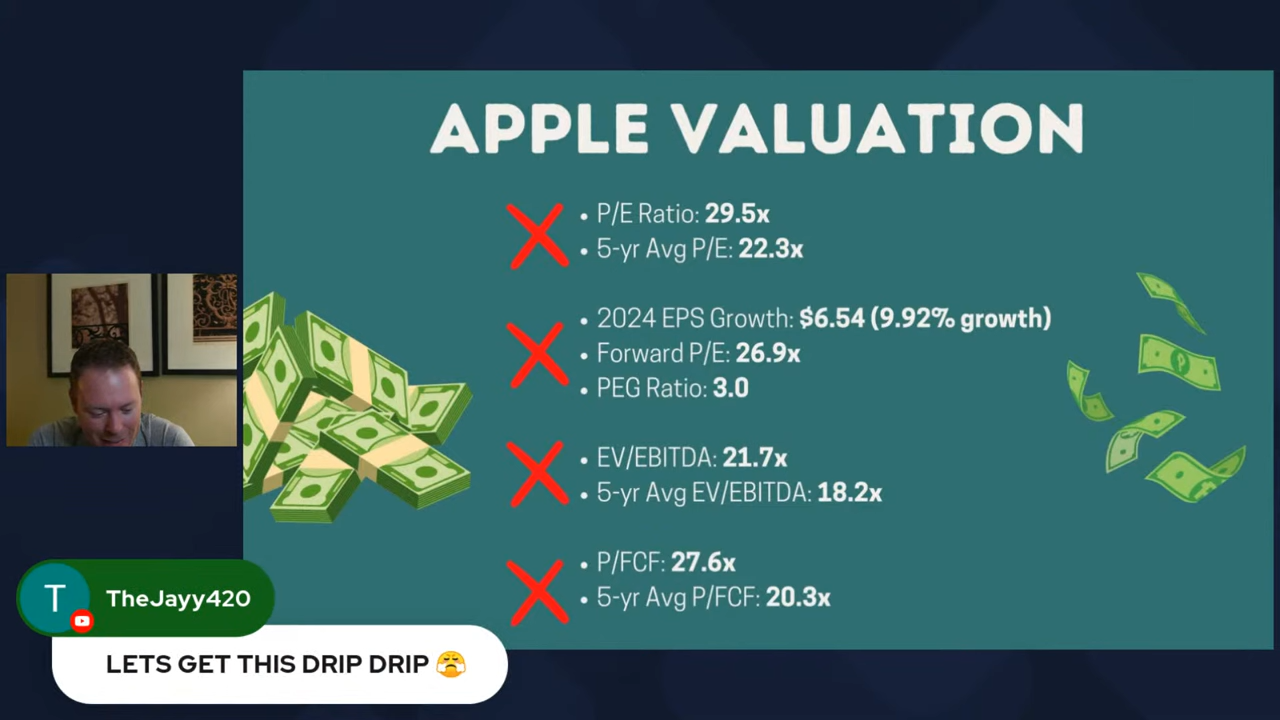 APPLE VALUATION
• P/E Ratio: 29.5x
• 5-yr Avg P/E: 22.3x
• 2024 EPS Growth: $6.54 (9.92% growth)
• Forward P/E: 26.9x
• PEG Ratio: 3.0
• EV/EBITDA: 21.7x
• 5-yr Avg EV/EBITDA: 18.2x
• P/FCF: 27.6x
• 5-yr Avg P/FCF: 20.3x
T TheJayy420
LETS GET THIS DRIP DRIP 😤